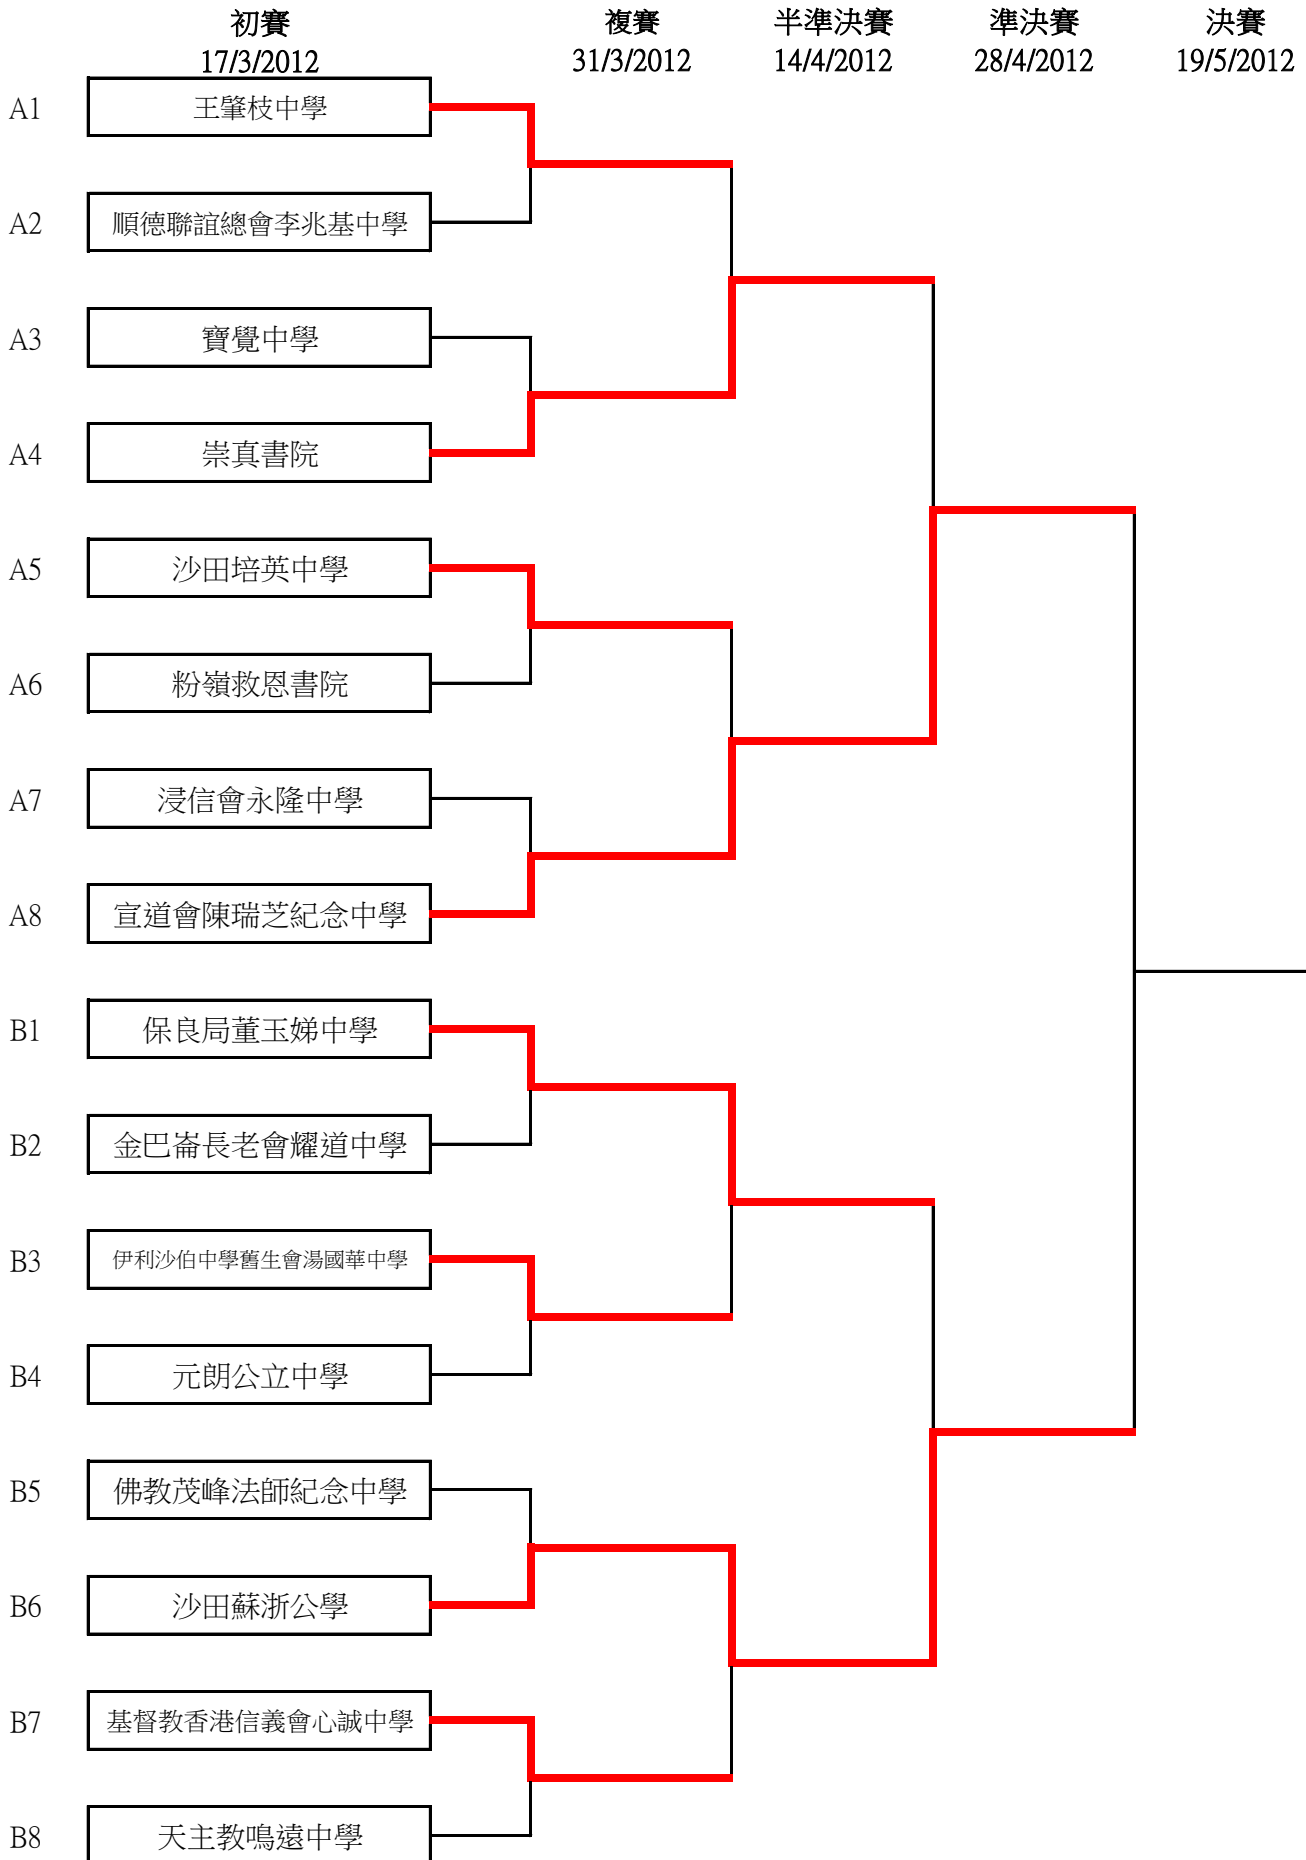 初賽 複賽 半準決賽 準決賽 決賽
17/3/2012 31/3/2012 14/4/2012 28/4/2012 19/5/2012
A1 王肇枝中學
A2 順德聯誼總會李兆基中學
A3 寶覺中學
A4 崇真書院
A5 沙田培英中學
A6 粉嶺救恩書院
A7 浸信會永隆中學
A8 宣道會陳瑞芝紀念中學
B1 保良局董玉娣中學
B2 金巴崙長老會耀道中學
B3 伊利沙伯中學舊生會湯國華中學
B4 元朗公立中學
B5 佛教茂峰法師紀念中學
B6 沙田蘇浙公學
B7 基督教香港信義會心誠中學
B8 天主教鳴遠中學